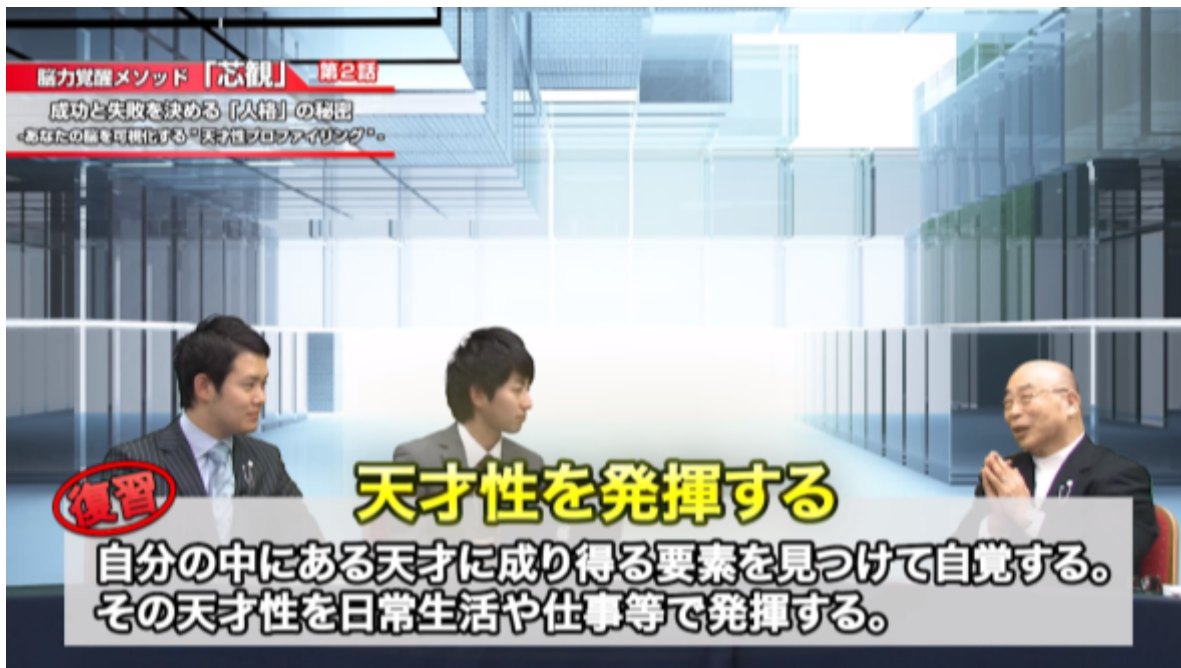 脳力覚醒メソッド「芯観」 第2話
成功と失敗を決める「人格」の秘密
-あなたの脳を可視化する"天才性プロファイリング"-
復習
天才性を発揮する
自分の中にある天才に成り得る要素を見つけて自覚する。
その天才性を日常生活や仕事等で発揮する。